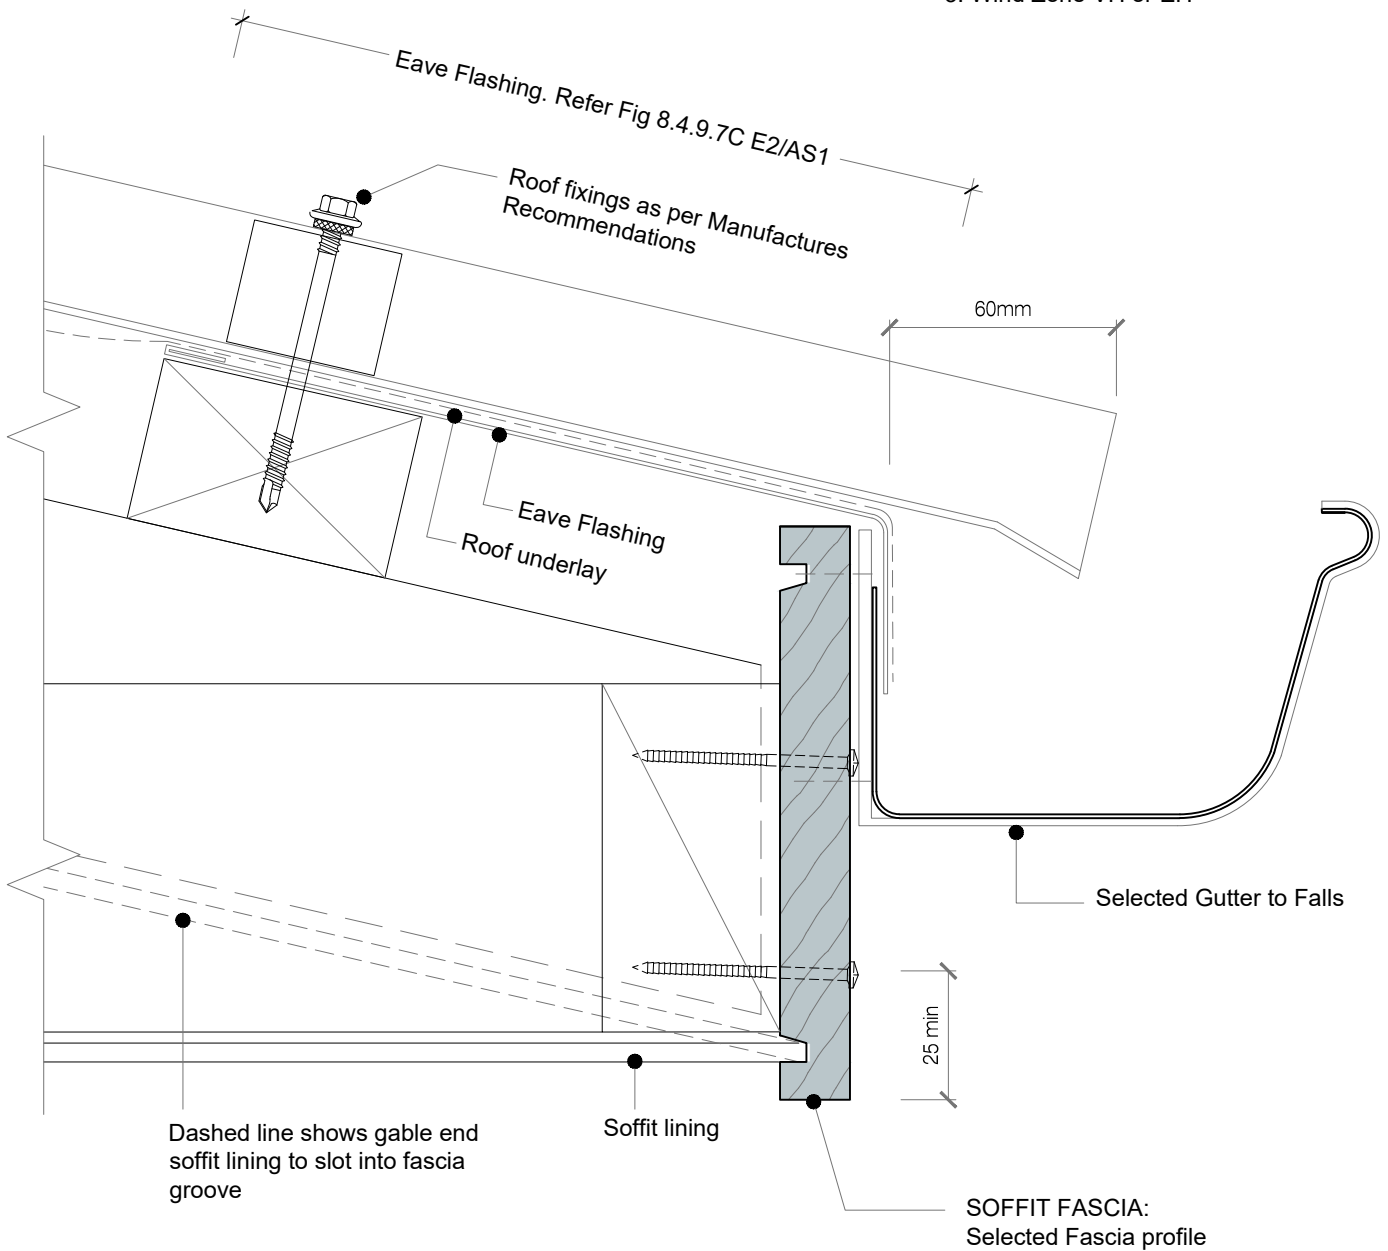 Eave Flashing. Refer Fig 8.4.9.7C E2/AS1
Roof fixings as per Manufactures
Recommendations
60mm
Eave Flashing
Roof underlay
Selected Gutter to Falls
25 min
Soffit lining
Dashed line shows gable end
soffit lining to slot into fascia
groove
SOFFIT FASCIA:
Selected Fascia profile